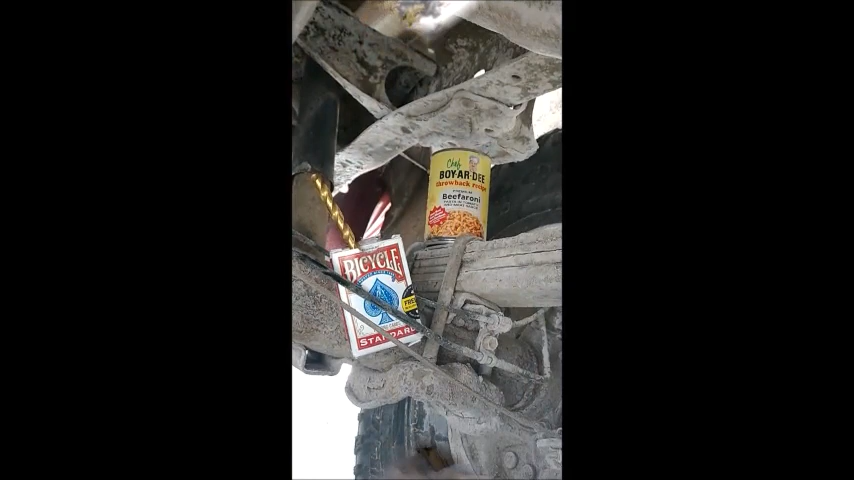 Chef
BOY-AR-DEE
throwback recipe
Beefaroni
BICYCLE
STANDARD